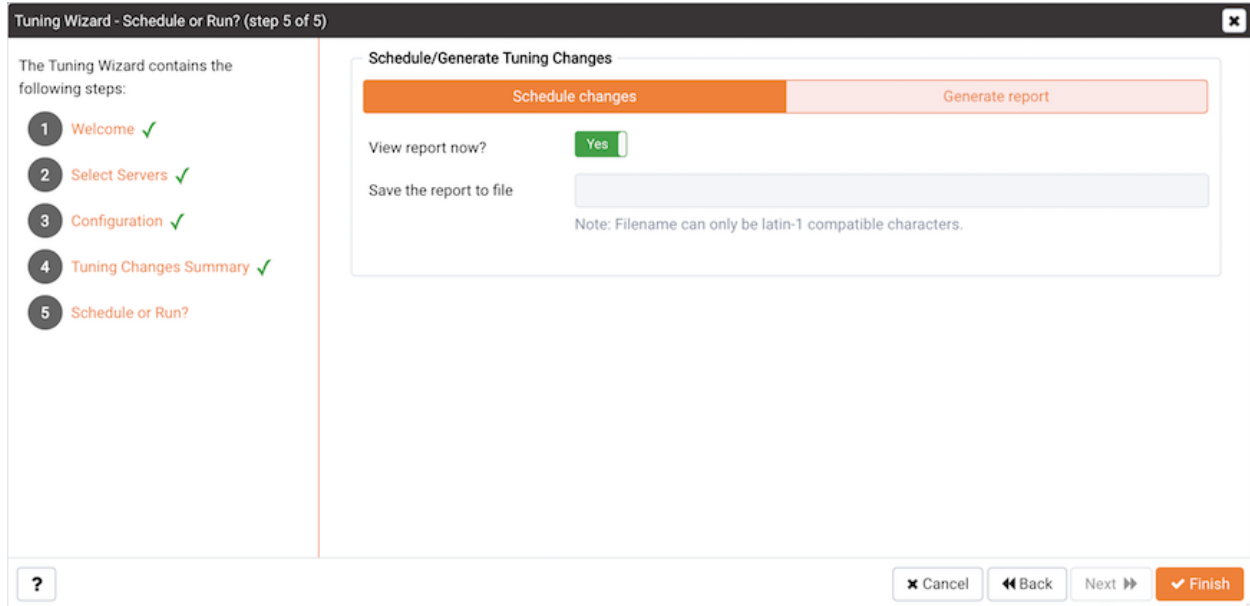 Tuning Wizard - Schedule or Run? (step 5 of 5)
The Tuning Wizard contains the
following steps:
1 Welcome
2 Select Servers
3 Configuration
4 Tuning Changes Summary
5 Schedule or Run?
Schedule/Generate Tuning Changes
Schedule changes Generate report
View report now? Yes
Save the report to file
Note: Filename can only be latin-1 compatible characters.
? Cancel Back Next Finish